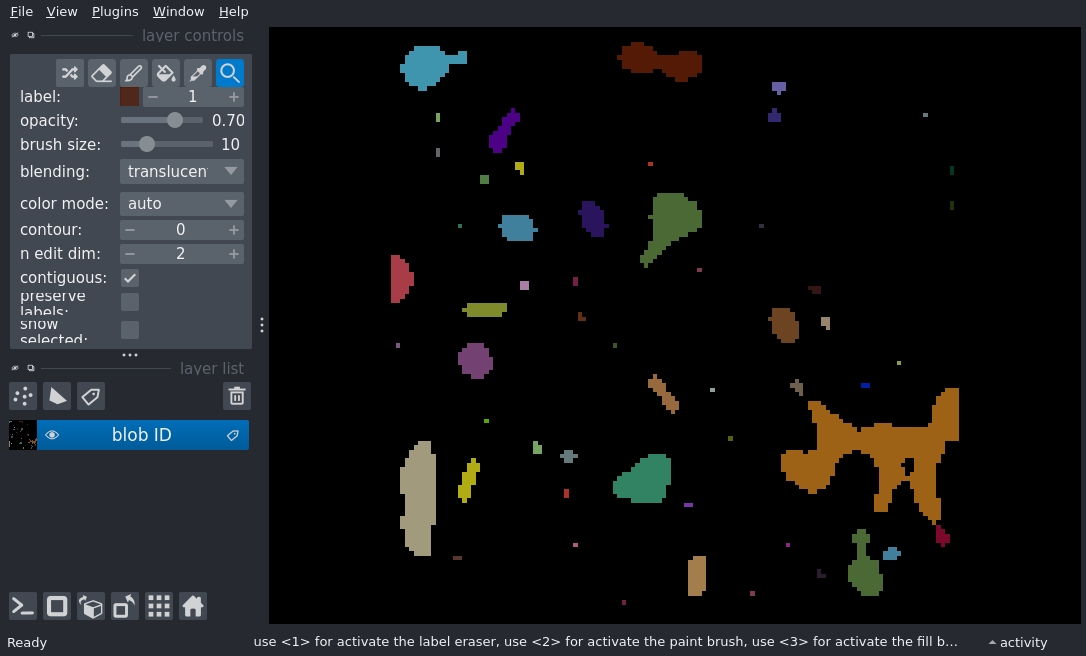 File View Plugins Window Help
layer controls
label: 1
opacity: 0.70
brush size: 10
blending: translucen
color mode: auto
contour: 0
n edit dim: 2
contiguous:
preserve
labels:
show
selected:
layer list
blob ID
Ready use <1> for activate the label eraser, use <2> for activate the paint brush, use <3> for activate the fill b... activity